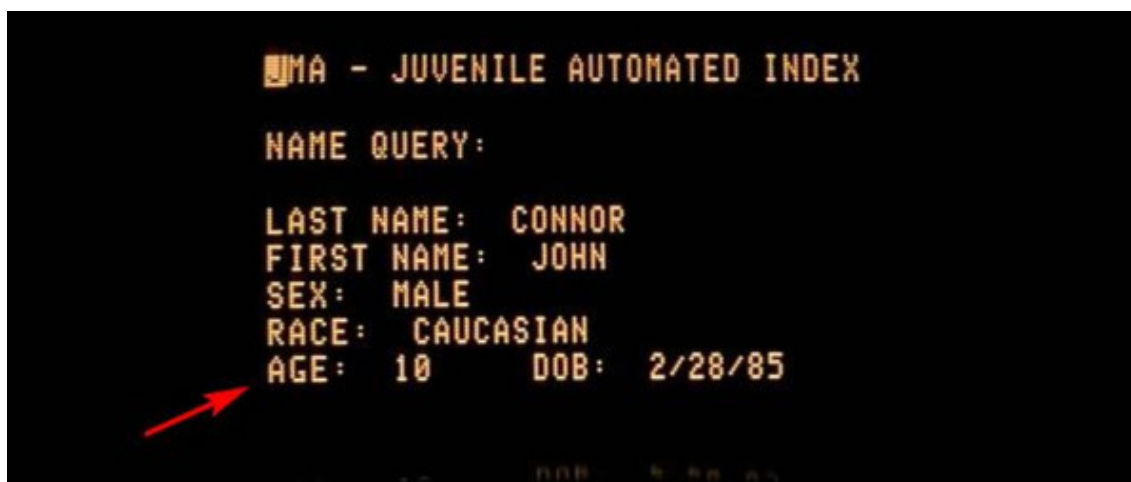 JMA - JUVENILE AUTOMATED INDEX
NAME QUERY:
LAST NAME: CONNOR
FIRST NAME: JOHN
SEX: MALE
RACE: CAUCASIAN
AGE: 10 DOB: 2/28/85